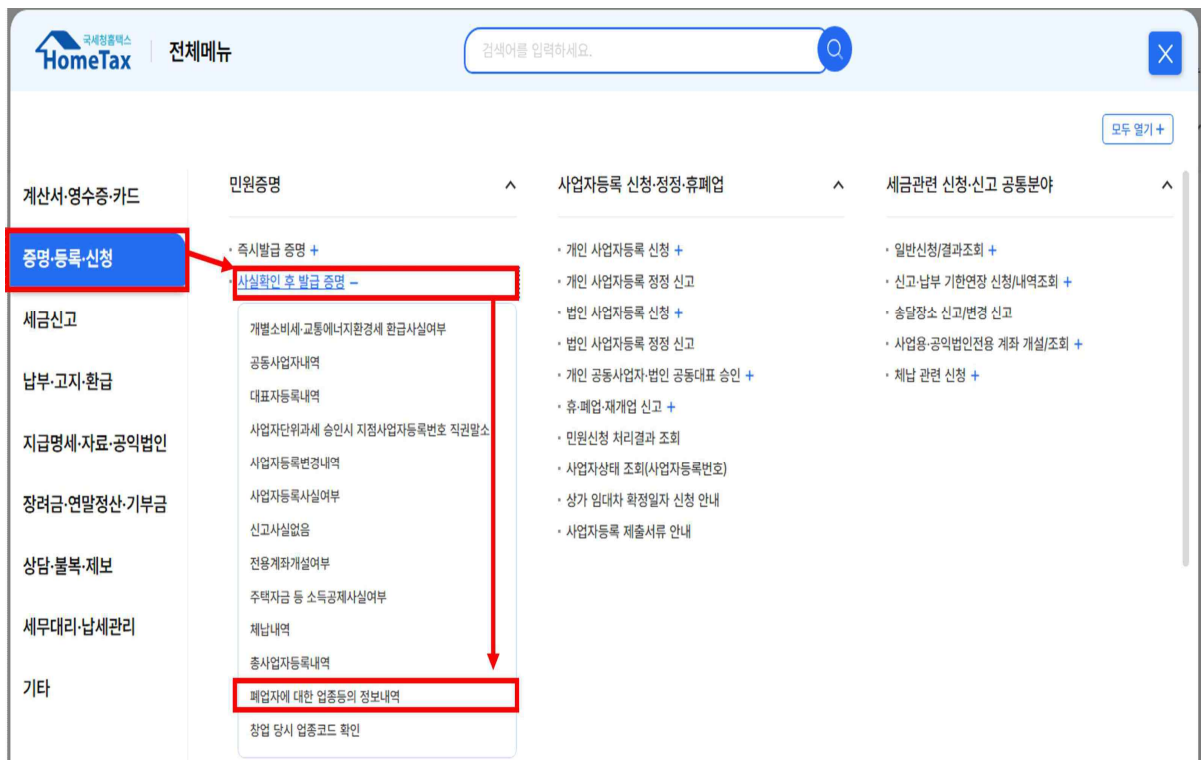 국세청홈택스
HomeTax
전체메뉴
검색어를 입력하세요.
X
모두 열기 +
계산서·영수증·카드
증명·등록·신청
세금신고
납부·고지·환급
지급명세·자료·공익법인
장려금·연말정산·기부금
상담·불복·제보
세무대리·납세관리
기타
민원증명
· 즉시발급 증명 +
· 사실확인 후 발급 증명 −
개별소비세·교통에너지환경세 환급사실여부
공동사업자내역
대표자등록내역
사업자단위과세 승인시 지점사업자등록번호 직권말소
사업자등록변경내역
사업자등록사실여부
신고사실없음
전용계좌개설여부
주택자금 등 소득공제사실여부
체납내역
총사업자등록내역
폐업자에 대한 업종등의 정보내역
창업 당시 업종코드 확인
사업자등록 신청·정정·휴폐업
· 개인 사업자등록 신청 +
· 개인 사업자등록 정정 신고
· 법인 사업자등록 신청 +
· 법인 사업자등록 정정 신고
· 개인 공동사업자·법인 공동대표 승인 +
· 휴·폐업·재개업 신고 +
· 민원신청 처리결과 조회
· 사업자상태 조회(사업자등록번호)
· 상가 임대차 확정일자 신청 안내
· 사업자등록 제출서류 안내
세금관련 신청·신고 공통분야
· 일반신청/결과조회 +
· 신고·납부 기한연장 신청/내역조회 +
· 송달장소 신고/변경 신고
· 사업용·공익법인전용 계좌 개설/조회 +
· 체납 관련 신청 +